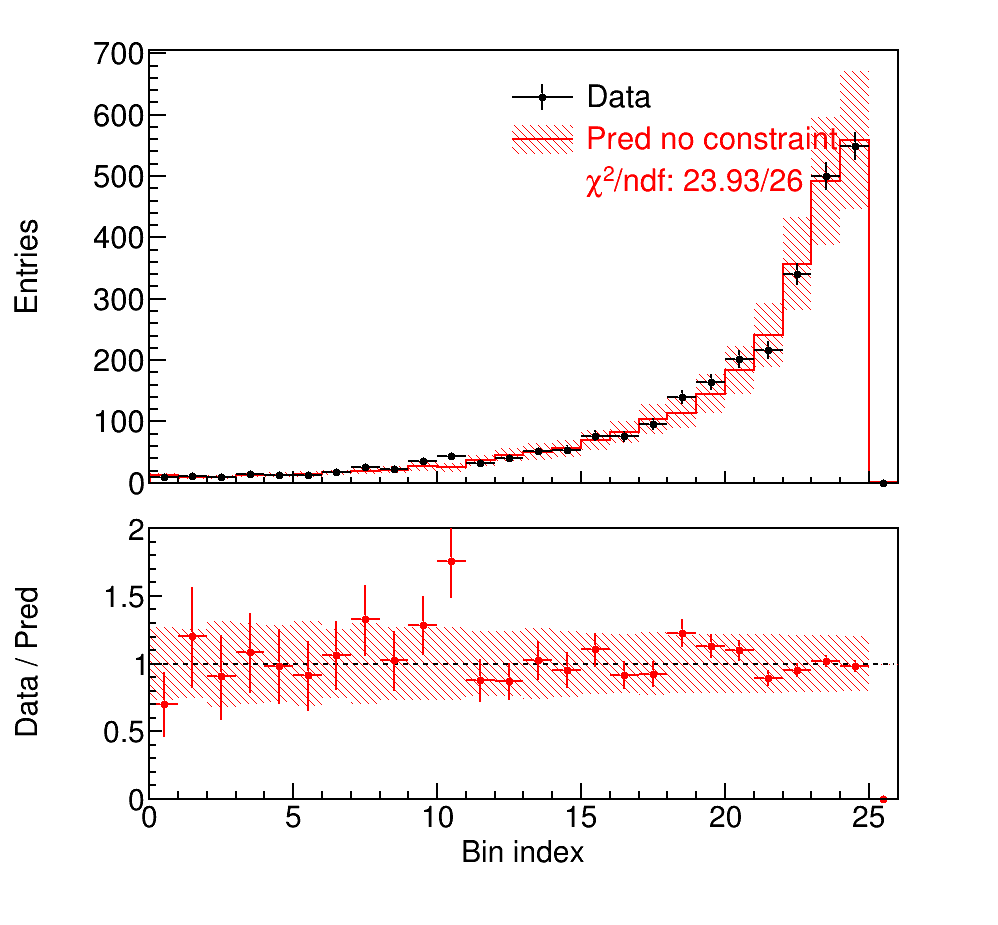 700
600
500
400
300
200
100
0
Entries
Data
Pred no constraint
χ²/ndf: 23.93/26
2
1.5
1
0.5
0
Data / Pred
0 5 10 15 20 25
Bin index